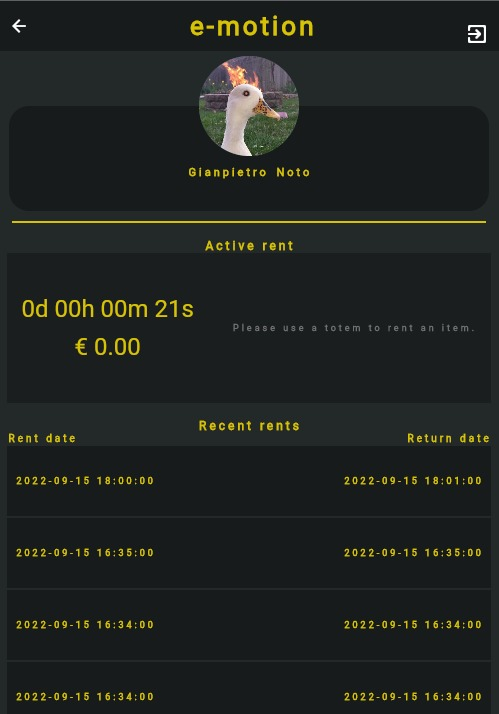 e-motion
Gianpietro Noto
Active rent
0d 00h 00m 21s
€ 0.00
Please use a totem to rent an item.
Recent rents
Rent date Return date
2022-09-15 18:00:00 2022-09-15 18:01:00
2022-09-15 16:35:00 2022-09-15 16:35:00
2022-09-15 16:34:00 2022-09-15 16:34:00
2022-09-15 16:34:00 2022-09-15 16:34:00